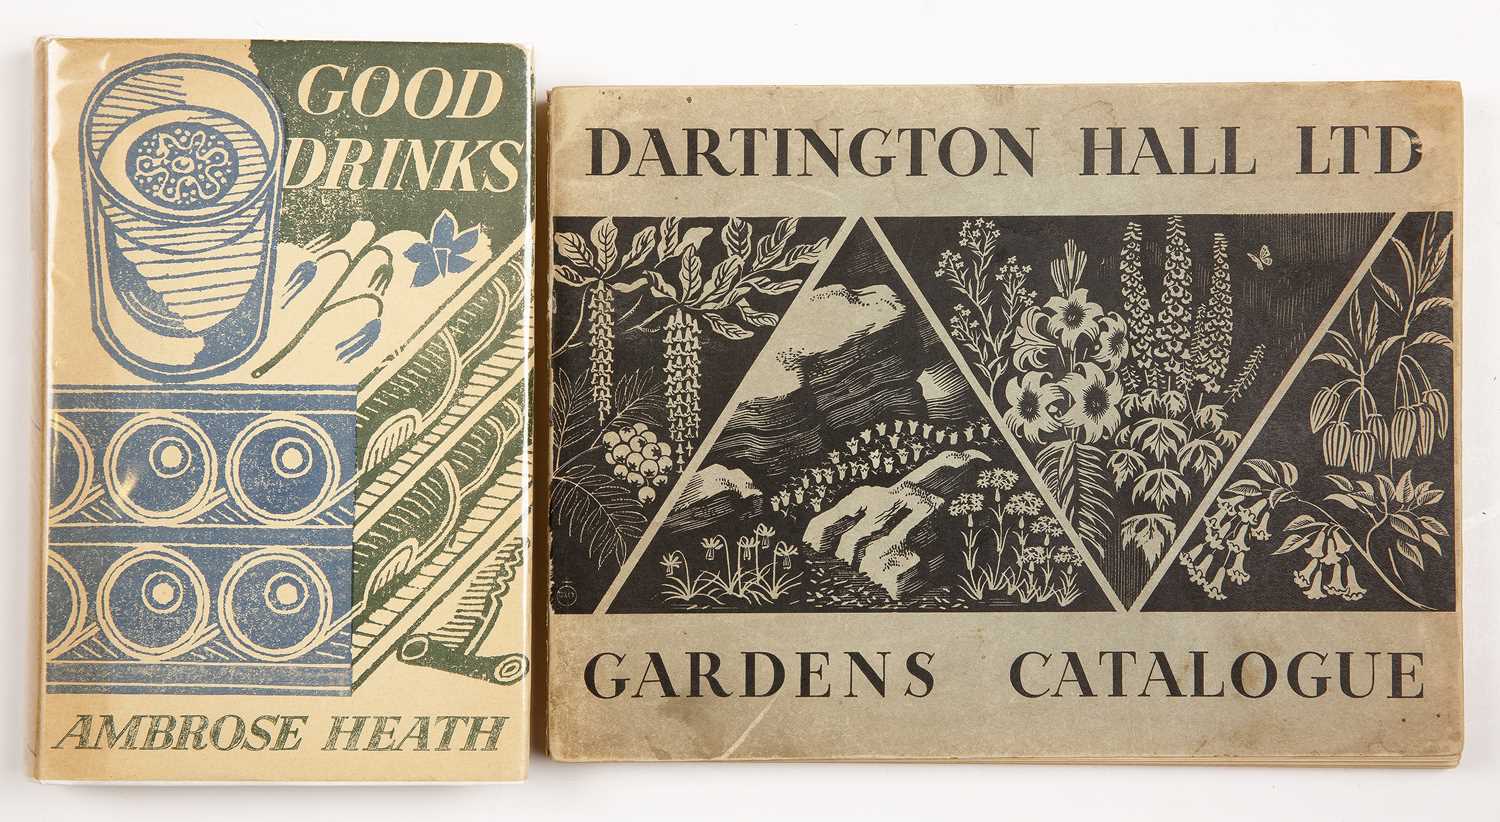 GOOD
DRINKS
AMBROSE HEATH
DARTINGTON HALL LTD
GARDENS CATALOGUE